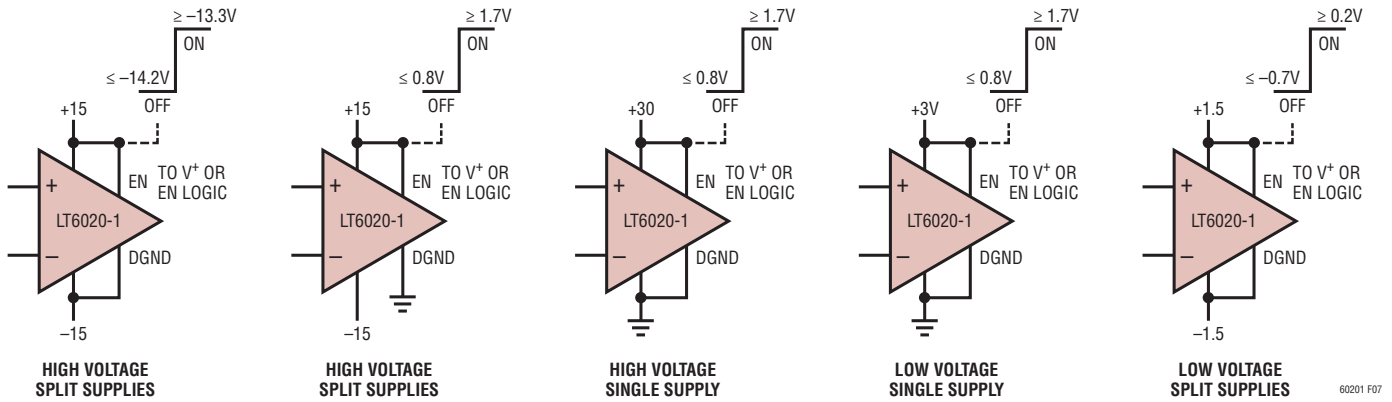 ≥ –13.3V
ON
≤ –14.2V
OFF
+15
+
EN
TO V⁺ OR
EN LOGIC
LT6020-1
–
DGND
–15
HIGH VOLTAGE
SPLIT SUPPLIES
≥ 1.7V
ON
≤ 0.8V
OFF
+15
+
EN
TO V⁺ OR
EN LOGIC
LT6020-1
–
DGND
–15
HIGH VOLTAGE
SPLIT SUPPLIES
≥ 1.7V
ON
≤ 0.8V
OFF
+30
+
EN
TO V⁺ OR
EN LOGIC
LT6020-1
–
DGND
HIGH VOLTAGE
SINGLE SUPPLY
≥ 1.7V
ON
≤ 0.8V
OFF
+3V
+
EN
TO V⁺ OR
EN LOGIC
LT6020-1
–
DGND
LOW VOLTAGE
SINGLE SUPPLY
≥ 0.2V
ON
≤ –0.7V
OFF
+1.5
+
EN
TO V⁺ OR
EN LOGIC
LT6020-1
–
DGND
–1.5
LOW VOLTAGE
SPLIT SUPPLIES
60201 F07